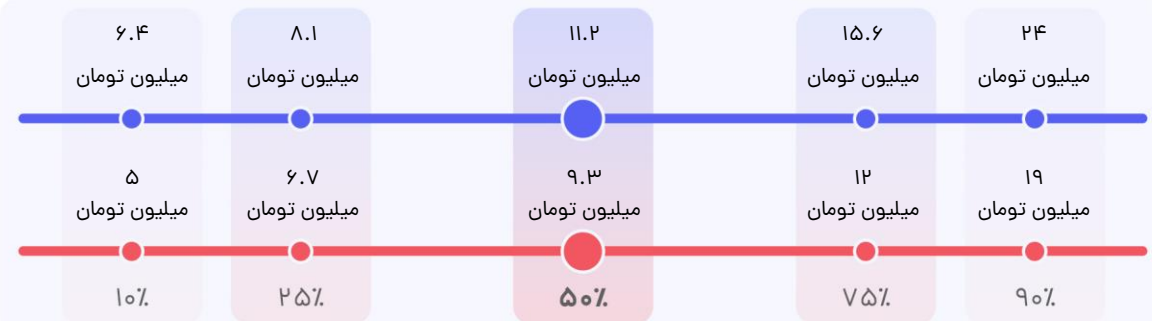 ۶.۴ ۸.۱ ۱۱.۲ ۱۵.۶ ۲۴
میلیون تومان میلیون تومان میلیون تومان میلیون تومان میلیون تومان
۵ ۶.۷ ۹.۳ ۱۲ ۱۹
میلیون تومان میلیون تومان میلیون تومان میلیون تومان میلیون تومان
۱۰٪ ۲۵٪ ۵۰٪ ۷۵٪ ۹۰٪